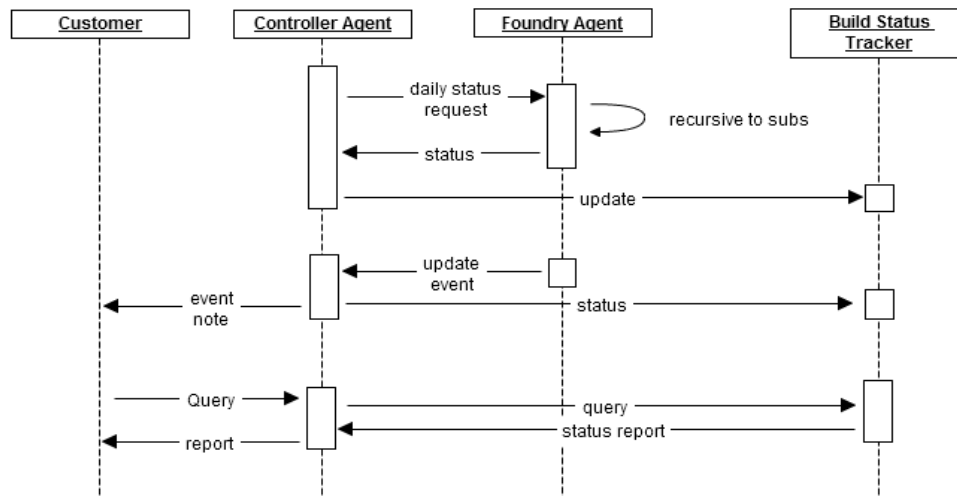 Customer
Controller Agent
Foundry Agent
Build Status
Tracker
daily status
request
recursive to subs
status
update
update
event
event
note
status
Query
query
status report
report